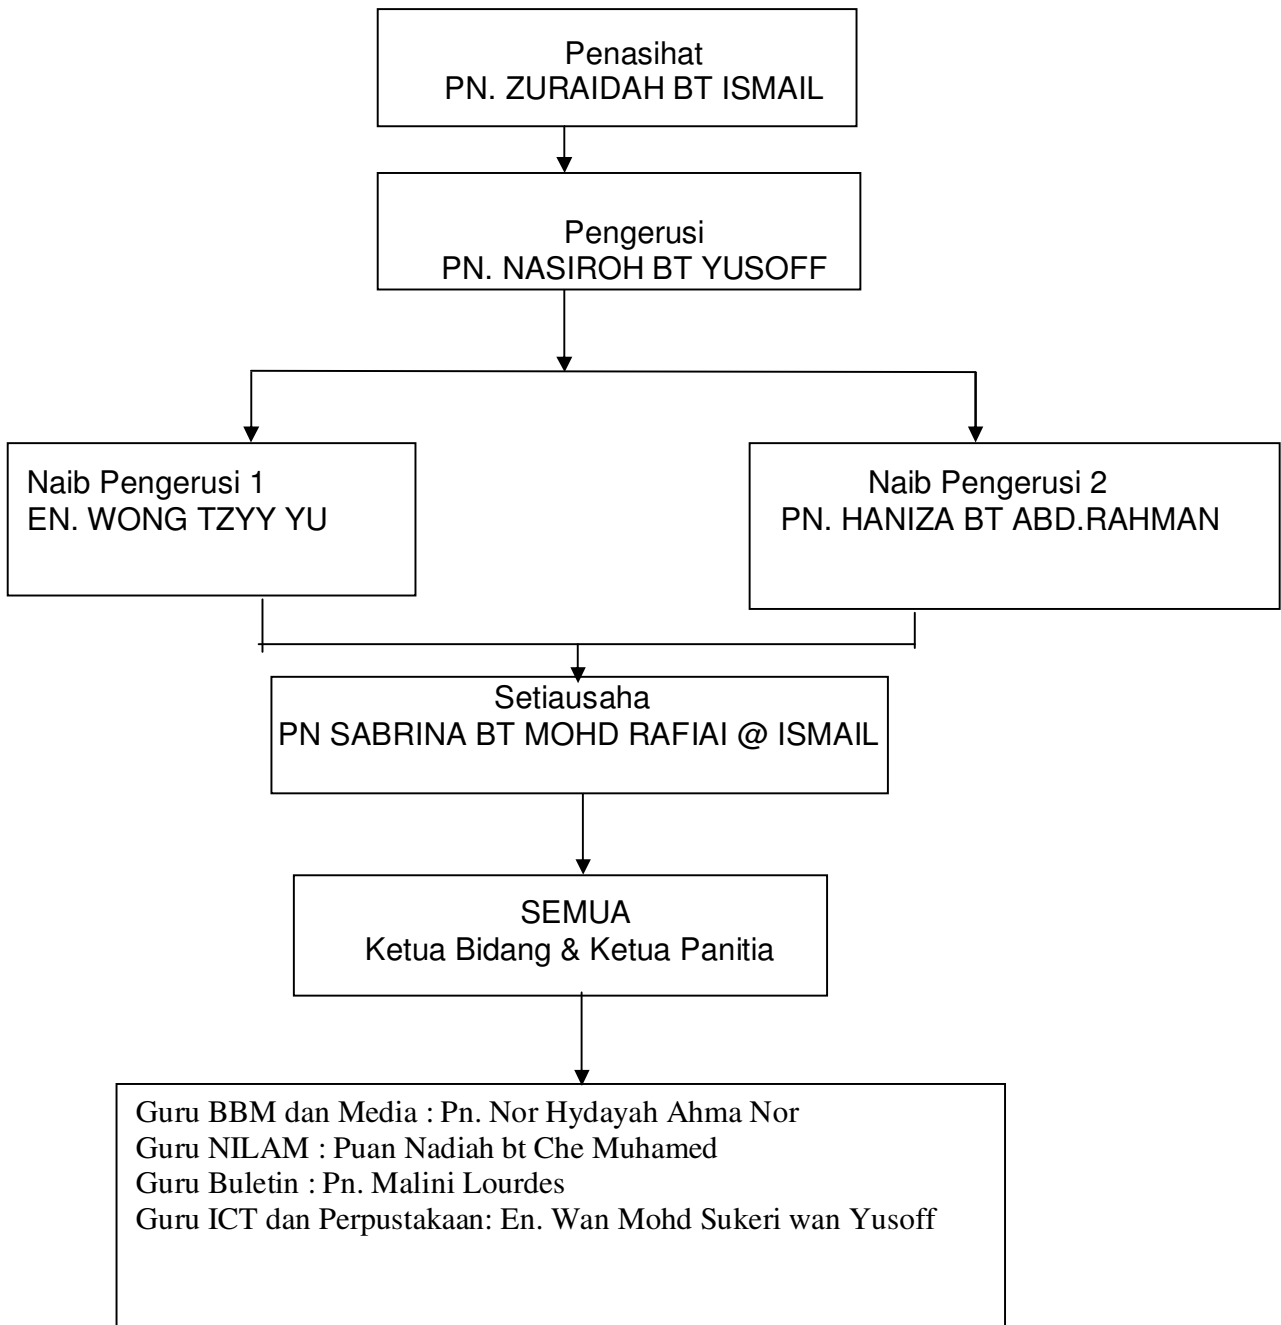 Penasihat
PN. ZURAIDAH BT ISMAIL
Pengerusi
PN. NASIROH BT YUSOFF
Naib Pengerusi 1
EN. WONG TZYY YU
Naib Pengerusi 2
PN. HANIZA BT ABD.RAHMAN
Setiausaha
PN SABRINA BT MOHD RAFIAI @ ISMAIL
SEMUA
Ketua Bidang & Ketua Panitia
Guru BBM dan Media : Pn. Nor Hydayah Ahma Nor
Guru NILAM : Puan Nadiah bt Che Muhamed
Guru Buletin : Pn. Malini Lourdes
Guru ICT dan Perpustakaan: En. Wan Mohd Sukeri wan Yusoff